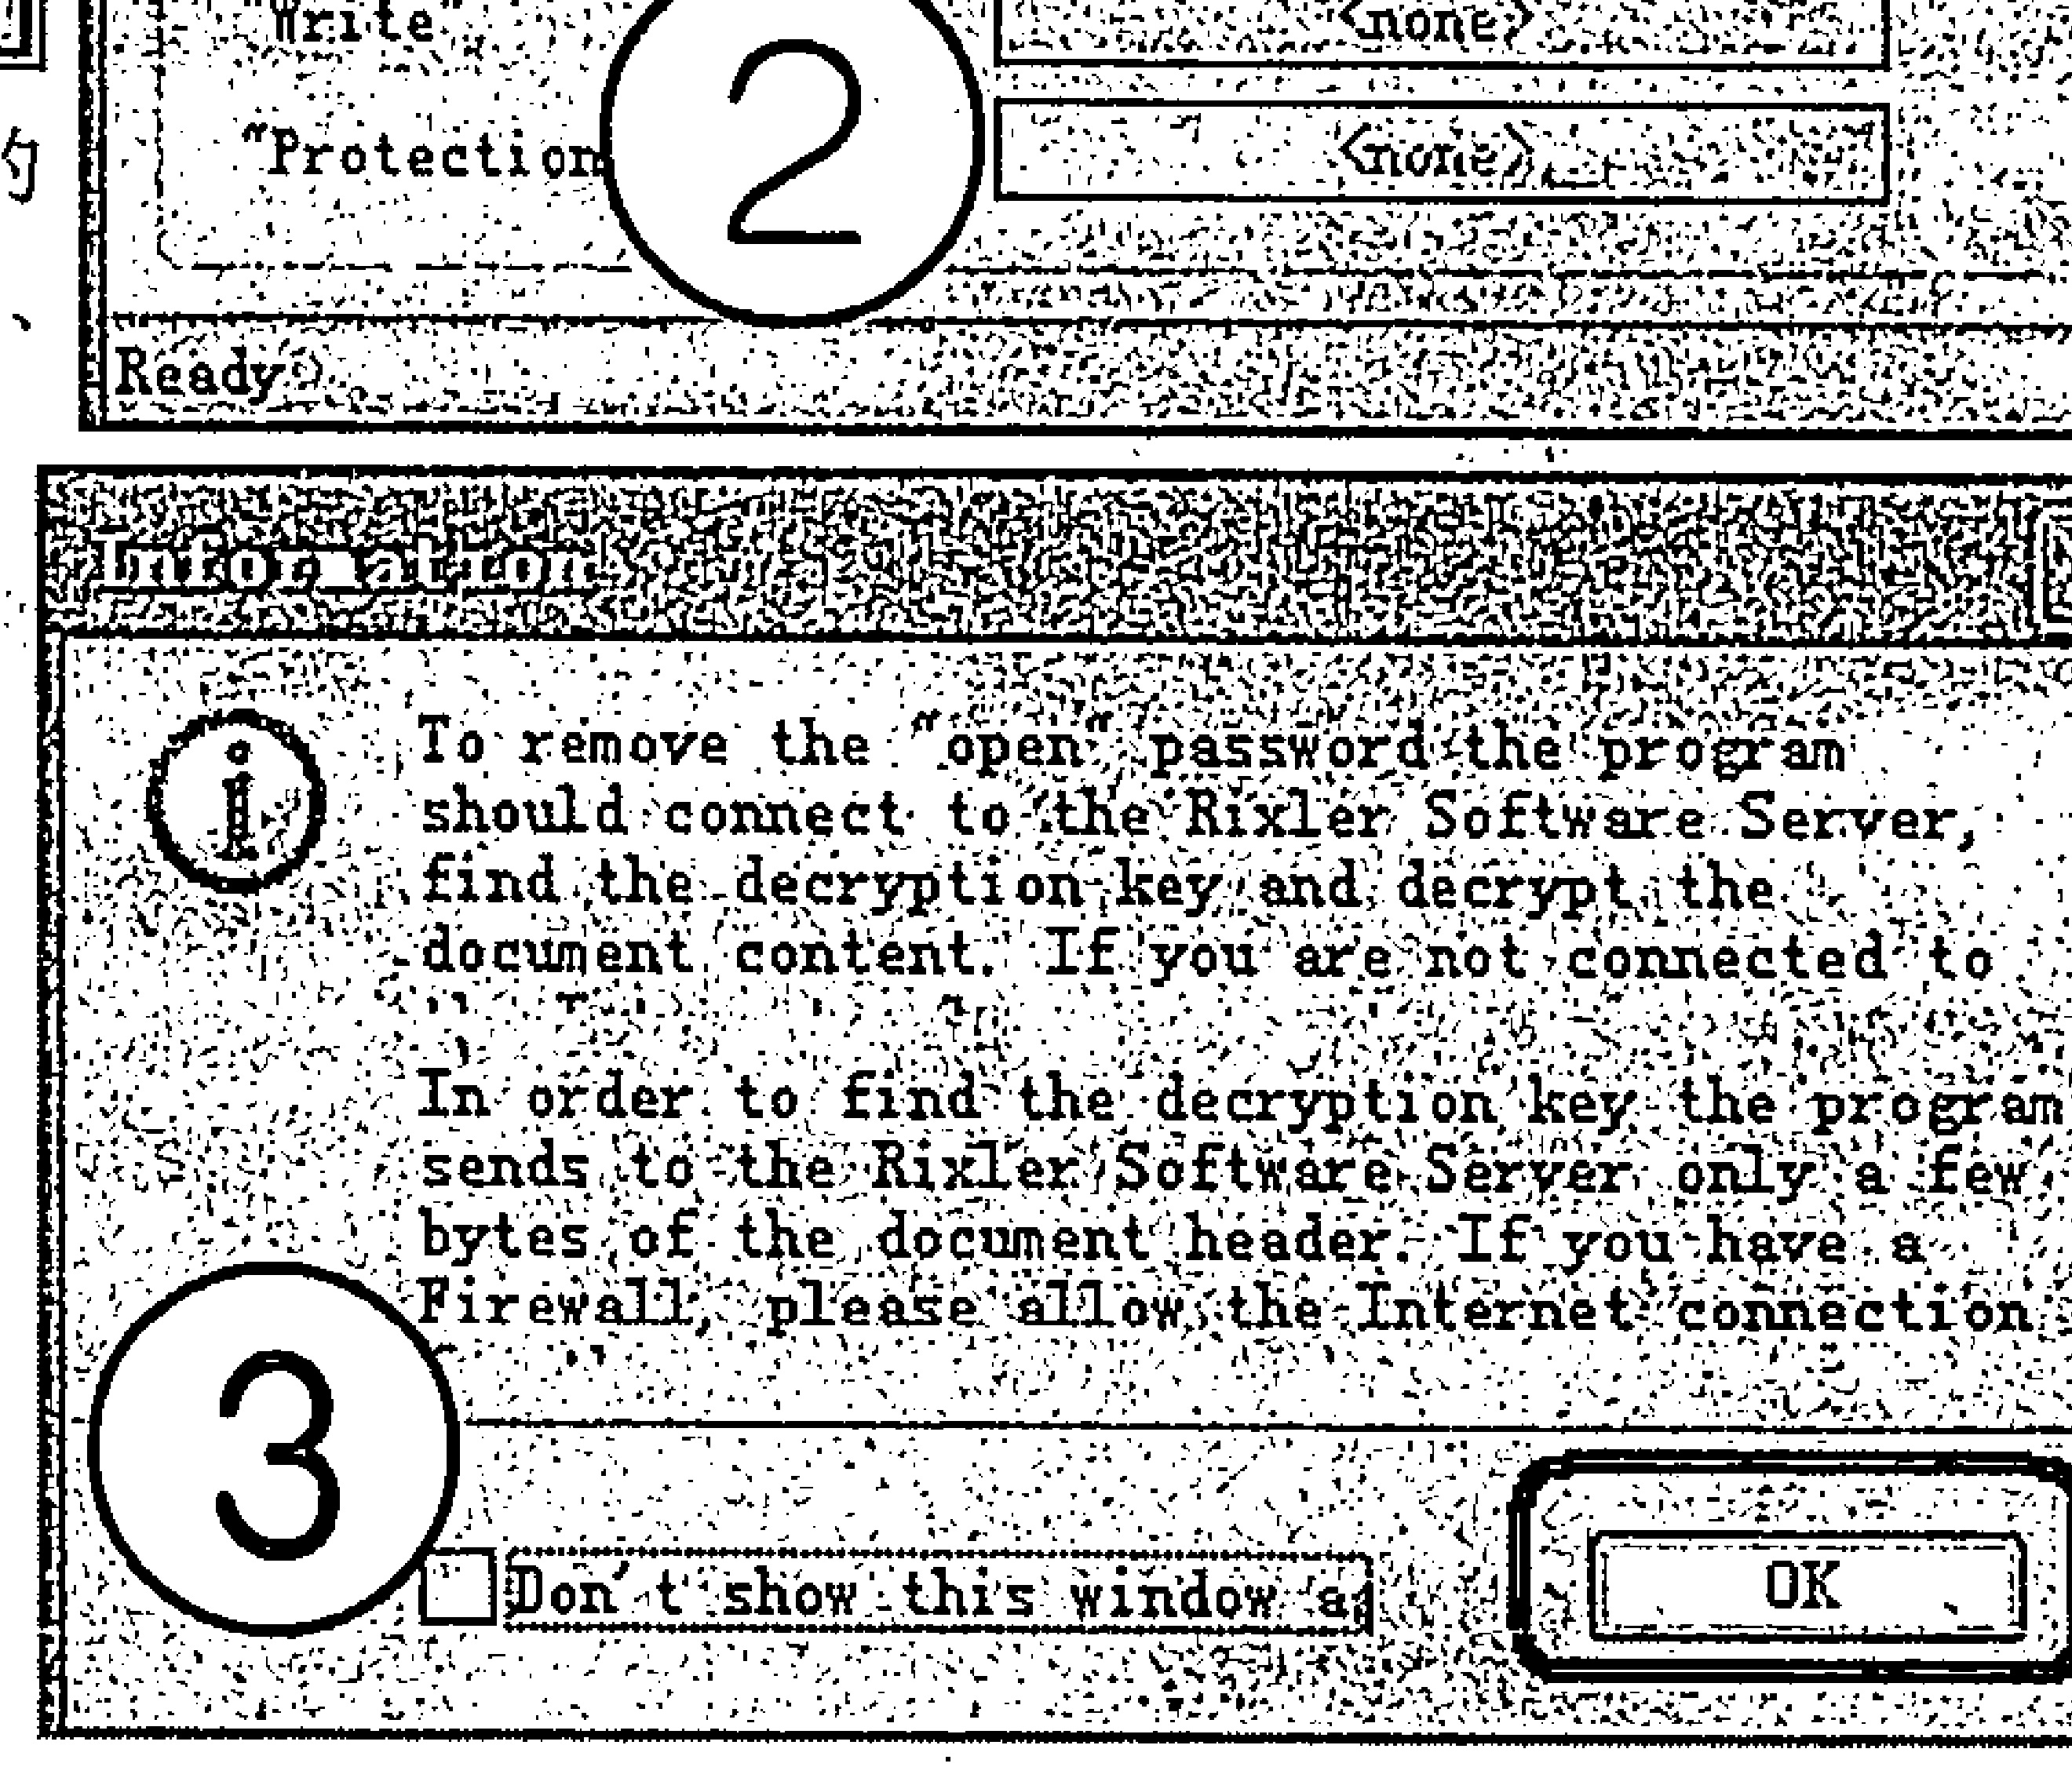 "Write"
<none>
的
"Protection
<none>
2
、
Ready
Information
i
To remove the "open" password the program
should connect to the Rixler Software Server,
find the decryption key and decrypt the
document content. If you are not connected to
In order to find the decryption key the program
sends to the Rixler Software Server only a few
bytes of the document header. If you have a
Firewall, please allow the Internet connection
3
Don't show this window a
OK